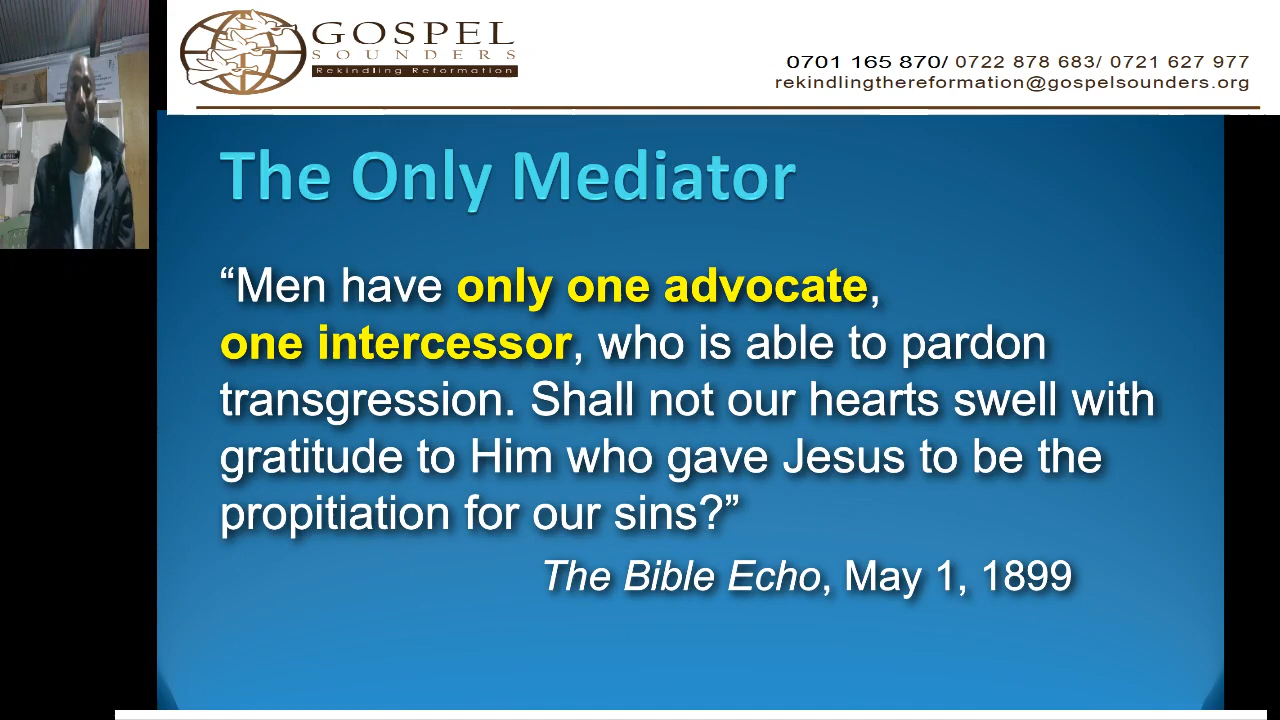 GOSPEL
SOUNDERS
Rekindling Reformation
0701 165 870/ 0722 878 683/ 0721 627 977
rekindlingthereformation@gospelsounders.org
The Only Mediator
“Men have only one advocate,
one intercessor, who is able to pardon
transgression. Shall not our hearts swell with
gratitude to Him who gave Jesus to be the
propitiation for our sins?”
The Bible Echo, May 1, 1899